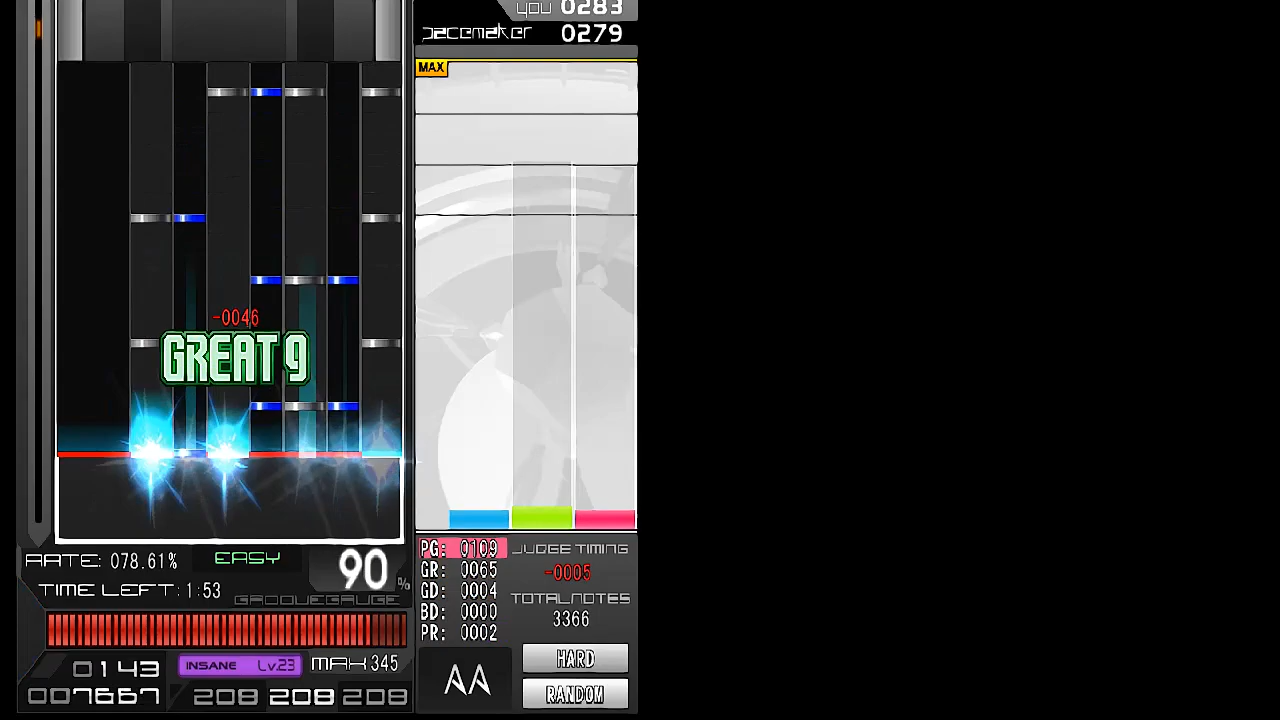 YOU 0283
pacemaker 0279
MAX
-0046
GREAT 9
RATE: 078.61% EASY 90 %
TIME LEFT: 1:53
GROOVEGAUGE
0143 INSANE Lv.23 MAX 345
007667 208 208 208
PG: 0109 JUDGE TIMING
GR: 0065 -0005
GD: 0004 TOTALNOTES
BD: 0000 3366
PR: 0002
AA
HARD
RANDOM